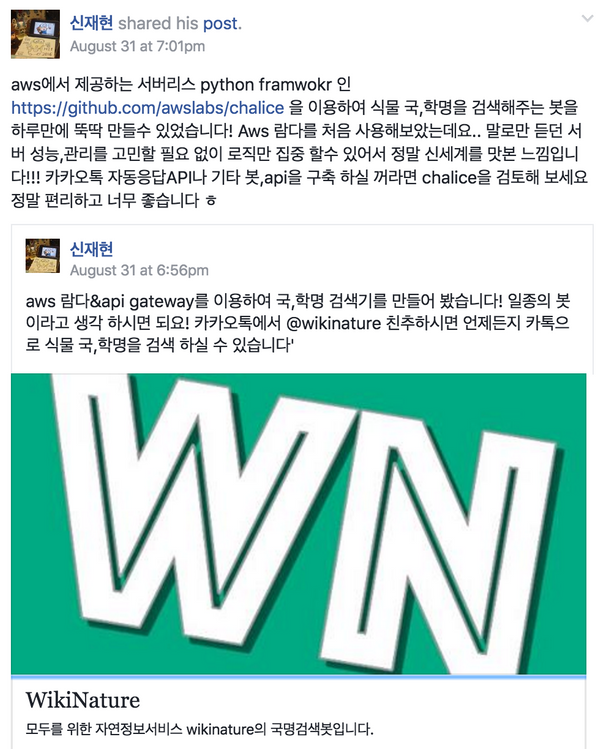 신재현 shared his post.
August 31 at 7:01pm
aws에서 제공하는 서버리스 python framwokr 인
https://github.com/awslabs/chalice 을 이용하여 식물 국,학명을 검색해주는 봇을
하루만에 뚝딱 만들수 있었습니다! Aws 람다를 처음 사용해보았는데요.. 말로만 듣던 서
버 성능,관리를 고민할 필요 없이 로직만 집중 할수 있어서 정말 신세계를 맛본 느낌입니
다!!! 카카오톡 자동응답API나 기타 봇,api을 구축 하실 꺼라면 chalice을 검토해 보세요
정말 편리하고 너무 좋습니다 ㅎ
신재현
August 31 at 6:56pm
aws 람다&api gateway를 이용하여 국,학명 검색기를 만들어 봤습니다! 일종의 봇
이라고 생각 하시면 되요! 카카오톡에서 @wikinature 친추하시면 언제든지 카톡으
로 식물 국,학명을 검색 하실 수 있습니다'
WN
WikiNature
모두를 위한 자연정보서비스 wikinature의 국명검색봇입니다.